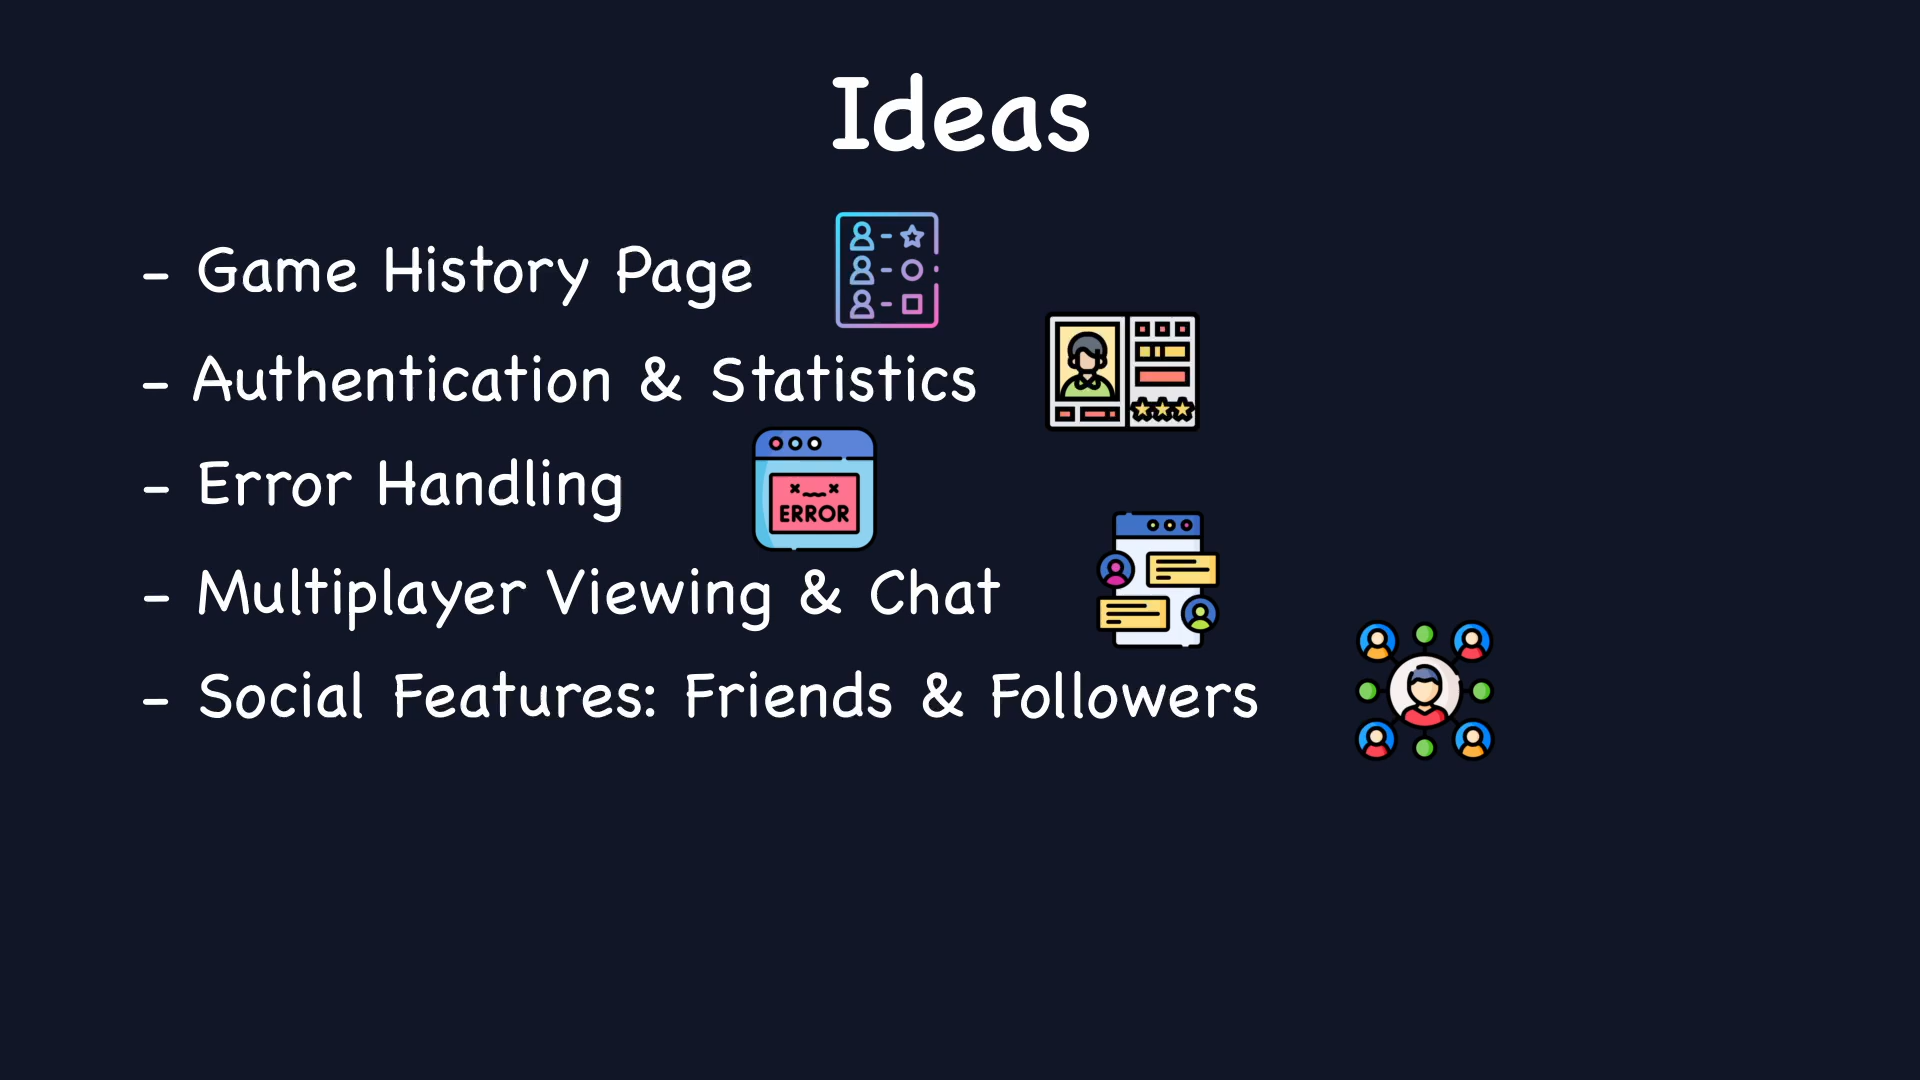 Ideas
- Game History Page
- Authentication & Statistics
- Error Handling
ERROR
- Multiplayer Viewing & Chat
- Social Features: Friends & Followers